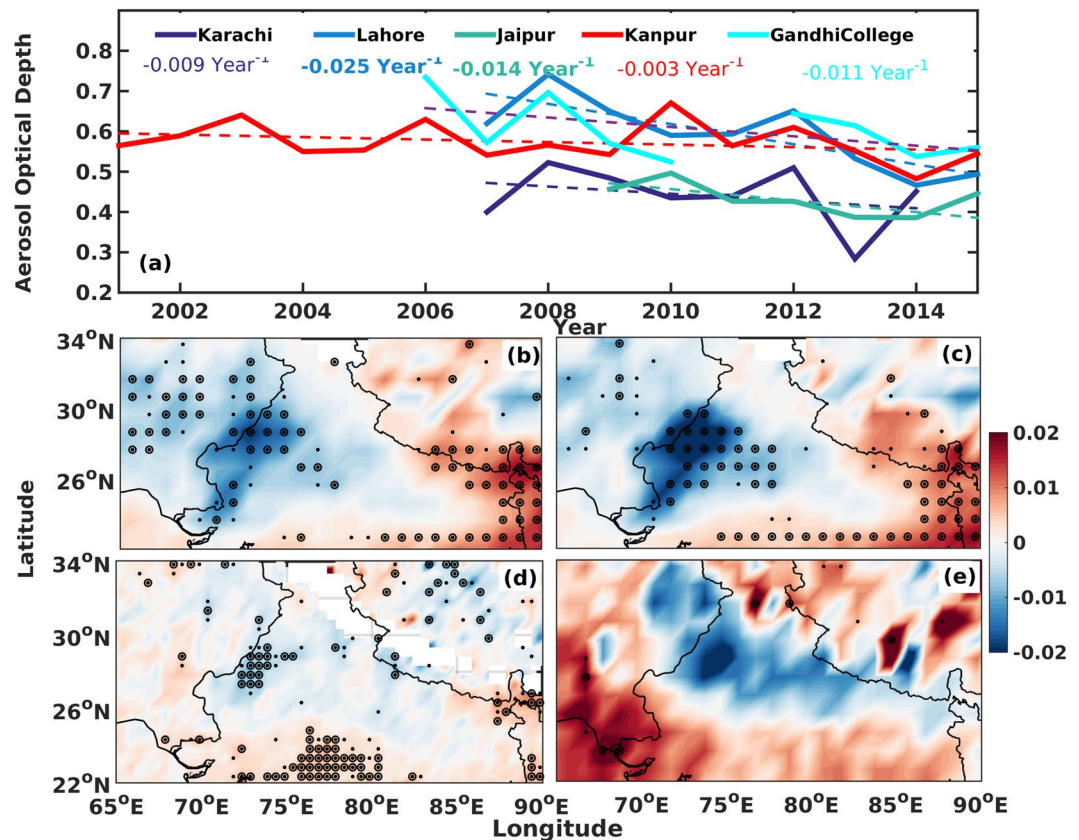 Aerosol Optical Depth
0.8
0.7
0.6
0.5
0.4
0.3
0.2
Karachi Lahore Jaipur Kanpur GandhiCollege
-0.009 Year⁻¹ -0.025 Year⁻¹ -0.014 Year⁻¹ -0.003 Year⁻¹ -0.011 Year⁻¹
(a)
2002 2004 2006 2008 2010 2012 2014
Year
Latitude
34°N
30°N
26°N
(b)
(c)
34°N
30°N
26°N
22°N
(d)
(e)
0.02
0.01
0
-0.01
-0.02
65°E 70°E 75°E 80°E 85°E 90°E 70°E 75°E 80°E 85°E 90°E
Longitude